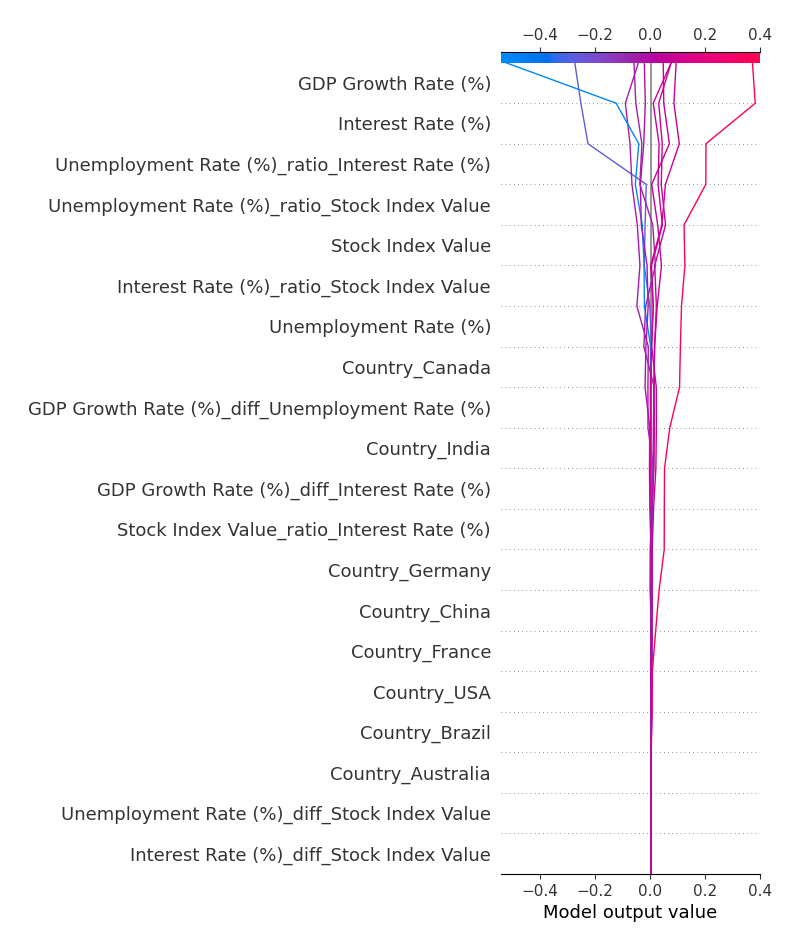 −0.4 −0.2 0.0 0.2 0.4
GDP Growth Rate (%)
Interest Rate (%)
Unemployment Rate (%)_ratio_Interest Rate (%)
Unemployment Rate (%)_ratio_Stock Index Value
Stock Index Value
Interest Rate (%)_ratio_Stock Index Value
Unemployment Rate (%)
Country_Canada
GDP Growth Rate (%)_diff_Unemployment Rate (%)
Country_India
GDP Growth Rate (%)_diff_Interest Rate (%)
Stock Index Value_ratio_Interest Rate (%)
Country_Germany
Country_China
Country_France
Country_USA
Country_Brazil
Country_Australia
Unemployment Rate (%)_diff_Stock Index Value
Interest Rate (%)_diff_Stock Index Value
−0.4 −0.2 0.0 0.2 0.4
Model output value